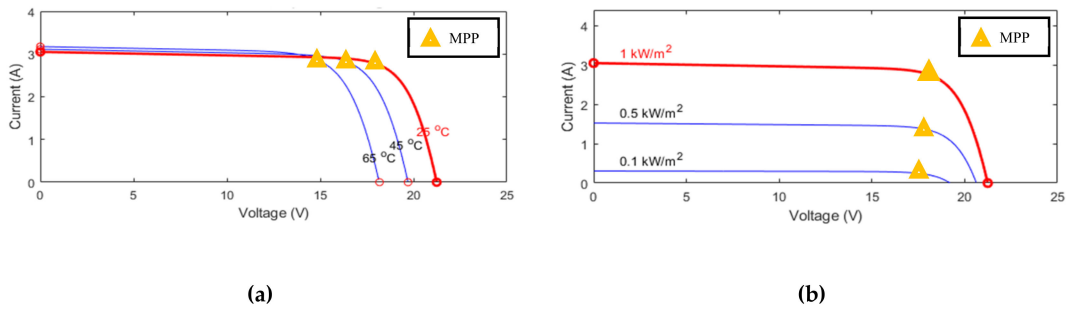 MPP
Current (A)
4
3
2
1
0
25 °C
45 °C
65 °C
0
5
10
15
20
25
Voltage (V)
(a)
MPP
Current (A)
4
3
2
1
0
1 kW/m²
0.5 kW/m²
0.1 kW/m²
0
5
10
15
20
25
Voltage (V)
(b)